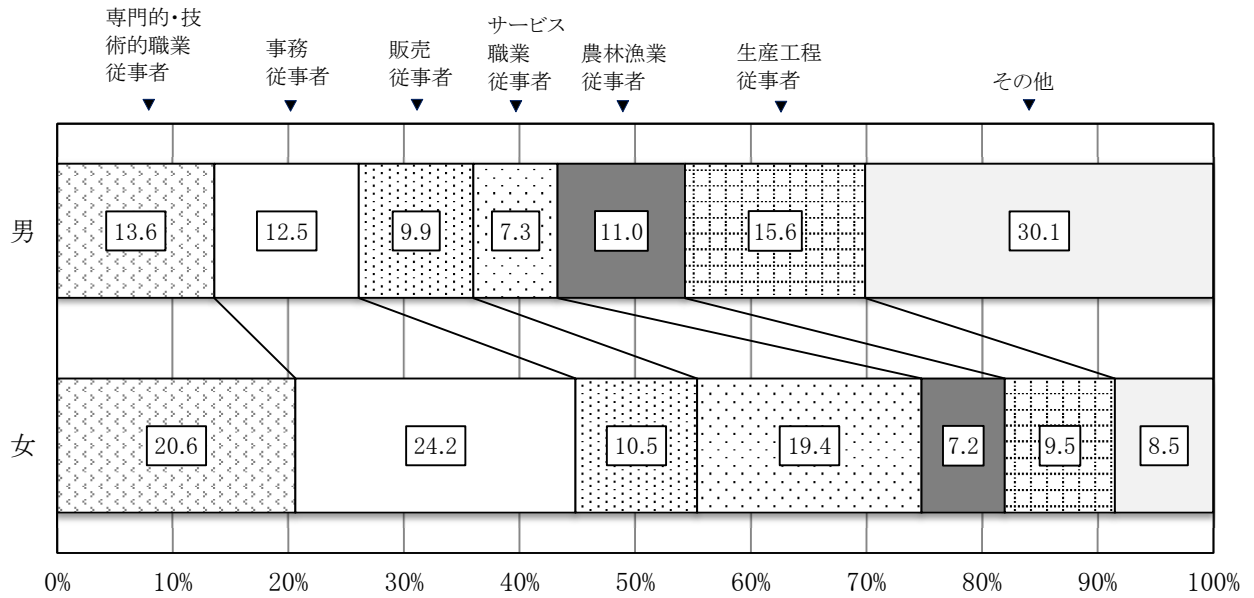 専門的・技
術的職業
従事者
事務
従事者
販売
従事者
サービス
職業
従事者
農林漁業
従事者
生産工程
従事者
その他
男
13.6
12.5
9.9
7.3
11.0
15.6
30.1
女
20.6
24.2
10.5
19.4
7.2
9.5
8.5
0%
10%
20%
30%
40%
50%
60%
70%
80%
90%
100%